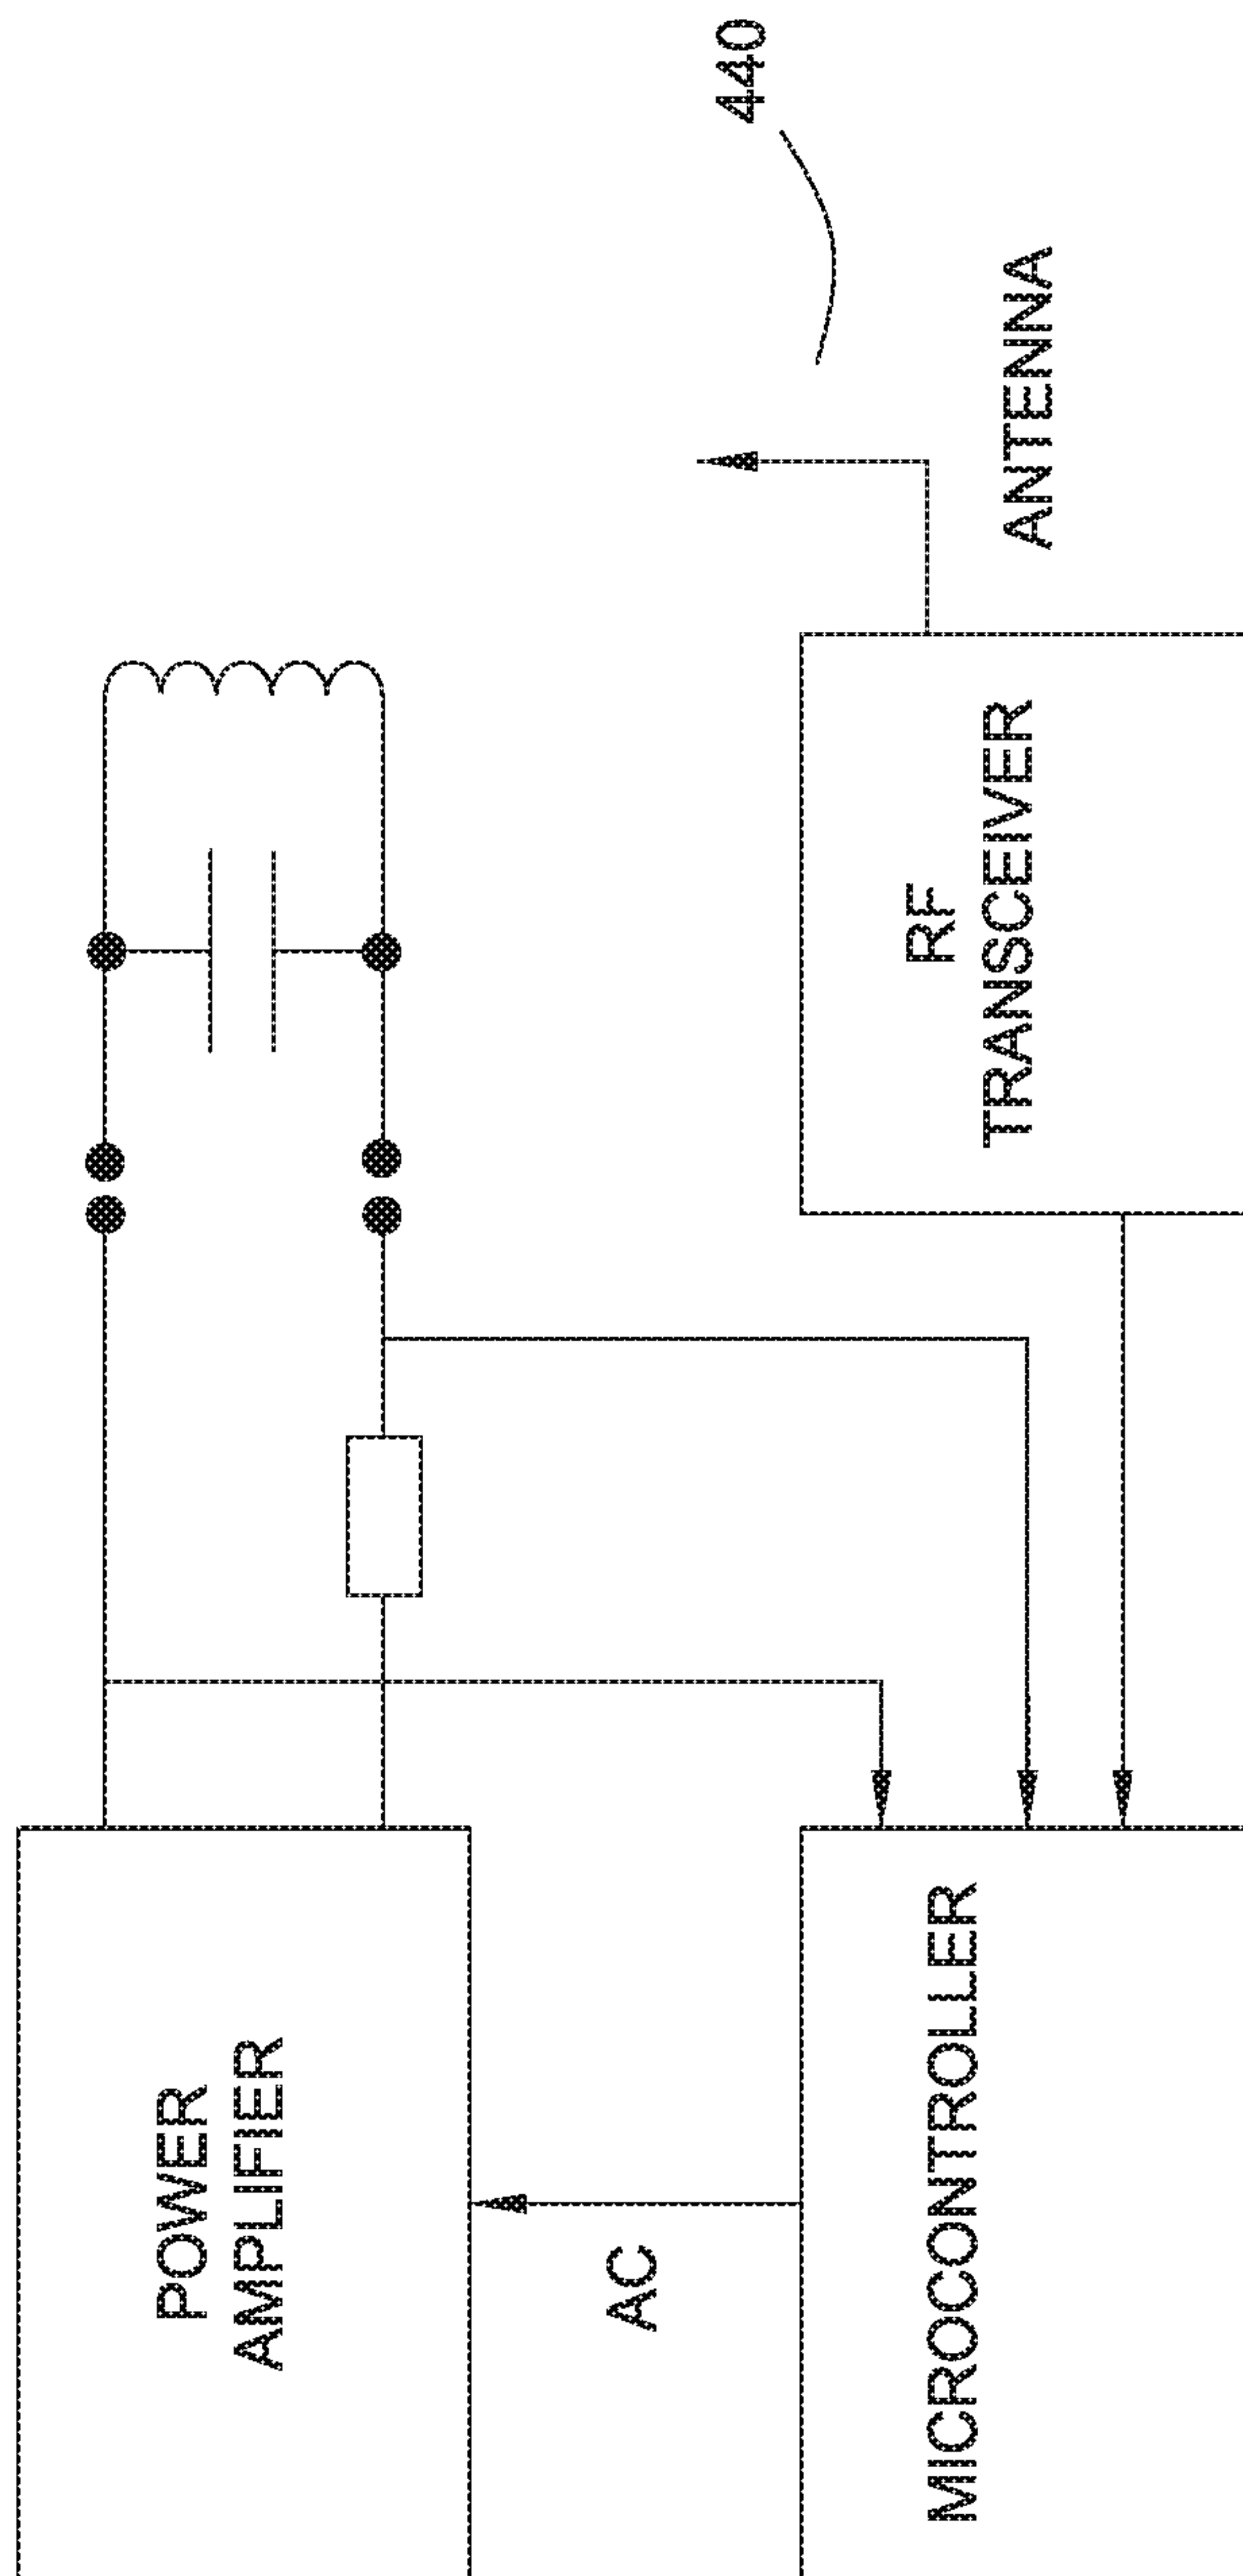 POWER
AMPLIFIER
AC
MICROCONTROLLER
RF
TRANSCEIVER
ANTENNA
440